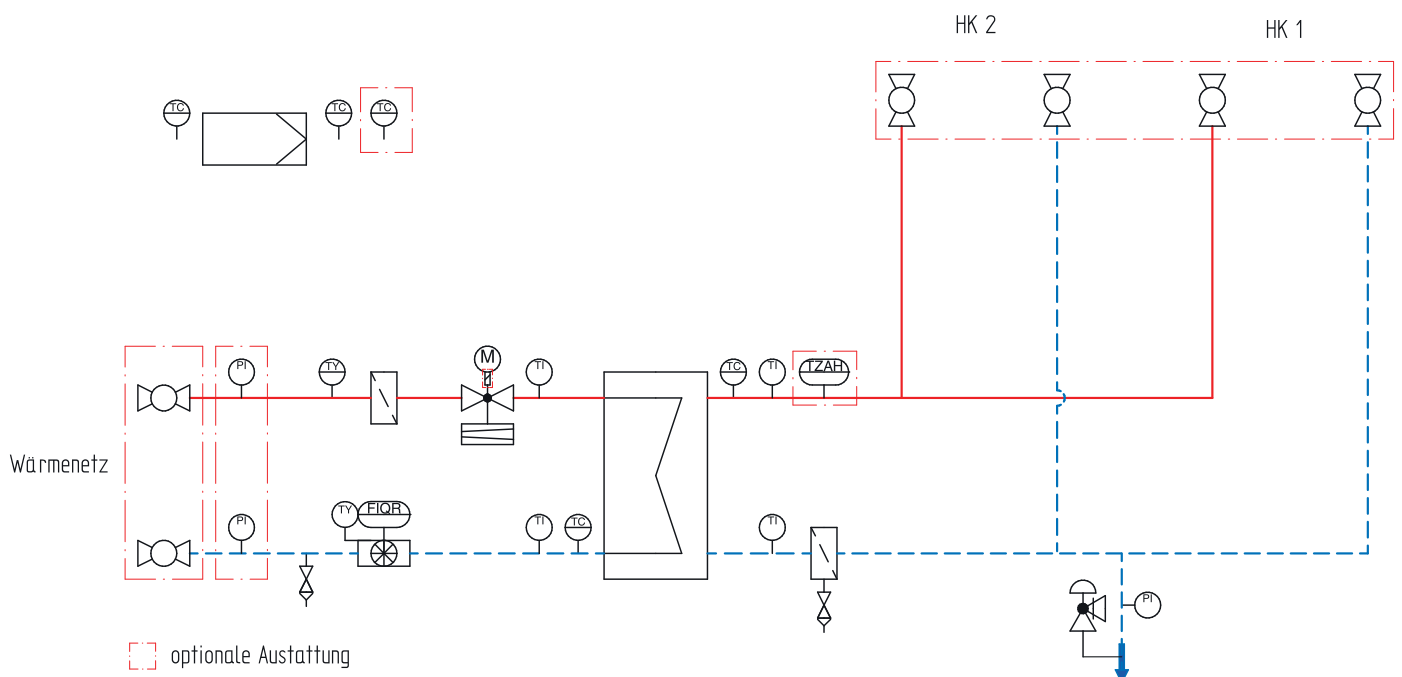 HK 2
HK 1
TC
TC
TC
PI
TY
M
TI
TC
TI
TZAH
Wärmenetz
PI
TY
FIQR
TI
TC
TI
PI
optionale Austattung